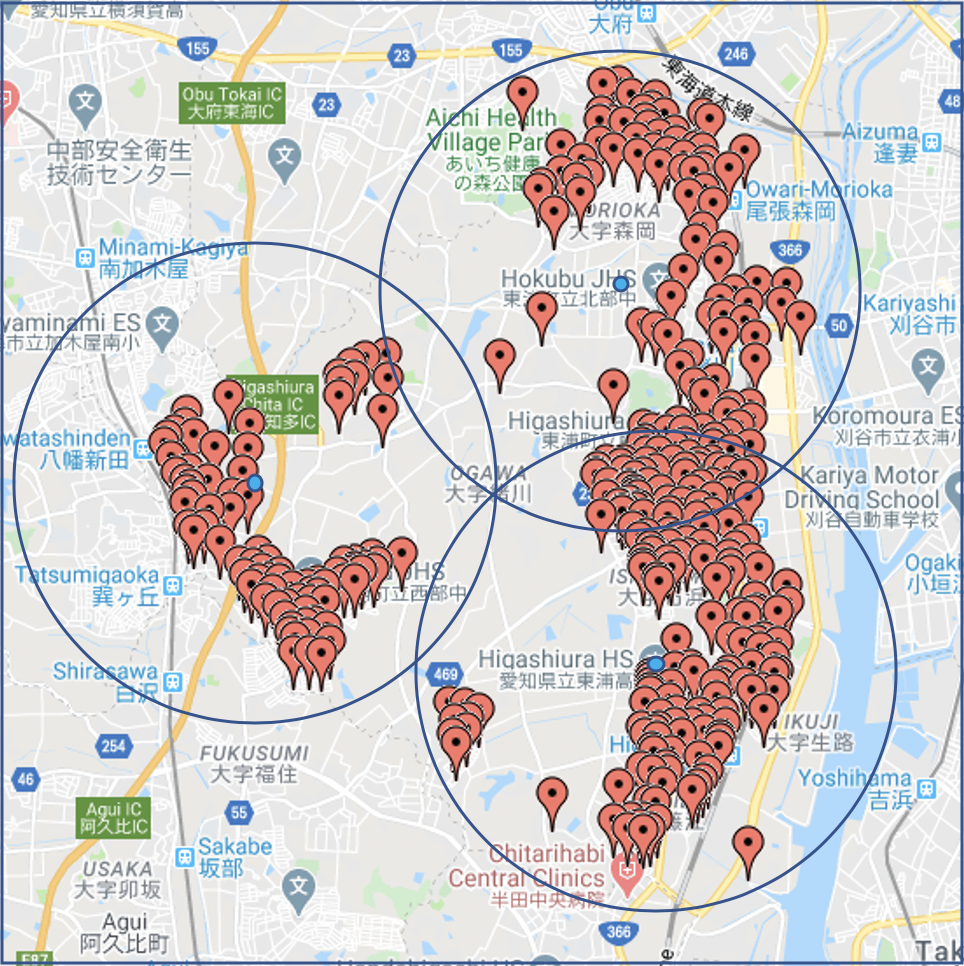 愛知県立横須賀高
Obu
大府
155
23
155
246
東海道本線
Obu Tokai IC
大府東海IC
23
48
Aichi Health
Village Par
あいち健康
の森公園
Aizuma
逢妻
中部安全衛生
技術センター
Owari-Morioka
尾張森岡
MORIOKA
大字森岡
Minami-Kagiya
南加木屋
366
Hokubu JHS
立北部中
Kariyashi
刈谷市
50
yaminami ES
市立加木屋南小
Higashiura
Chita IC
知多IC
Higashiura
東浦町
Koromoura ES
刈谷市立衣浦小
watashinden
八幡新田
OGAWA
大字緒川
Kariya Motor
Driving School
刈谷自動車学校
Tatsumigaoka
巽ヶ丘
JHS
町立西部中
Ogaki
小垣江
Higashiura HS
愛知県立東浦高
Shirasawa
白沢
469
IKUJI
大字生路
254
FUKUSUMI
大字福住
46
Yoshihama
吉浜
Agui IC
阿久比IC
55
藤江
Sakabe
坂部
Chitarihabi
Central Clinics
半田中央病院
USAKA
大字卯坂
Agui
阿久比町
366
Tak